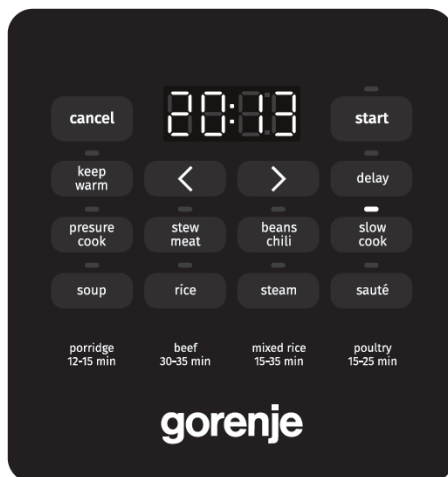 cancel 20:13 start
keep
warm
< > delay
presure
cook
stew
meat
beans
chili
slow
cook
soup rice steam sauté
porridge
12-15 min
beef
30-35 min
mixed rice
15-35 min
poultry
15-25 min
gorenje